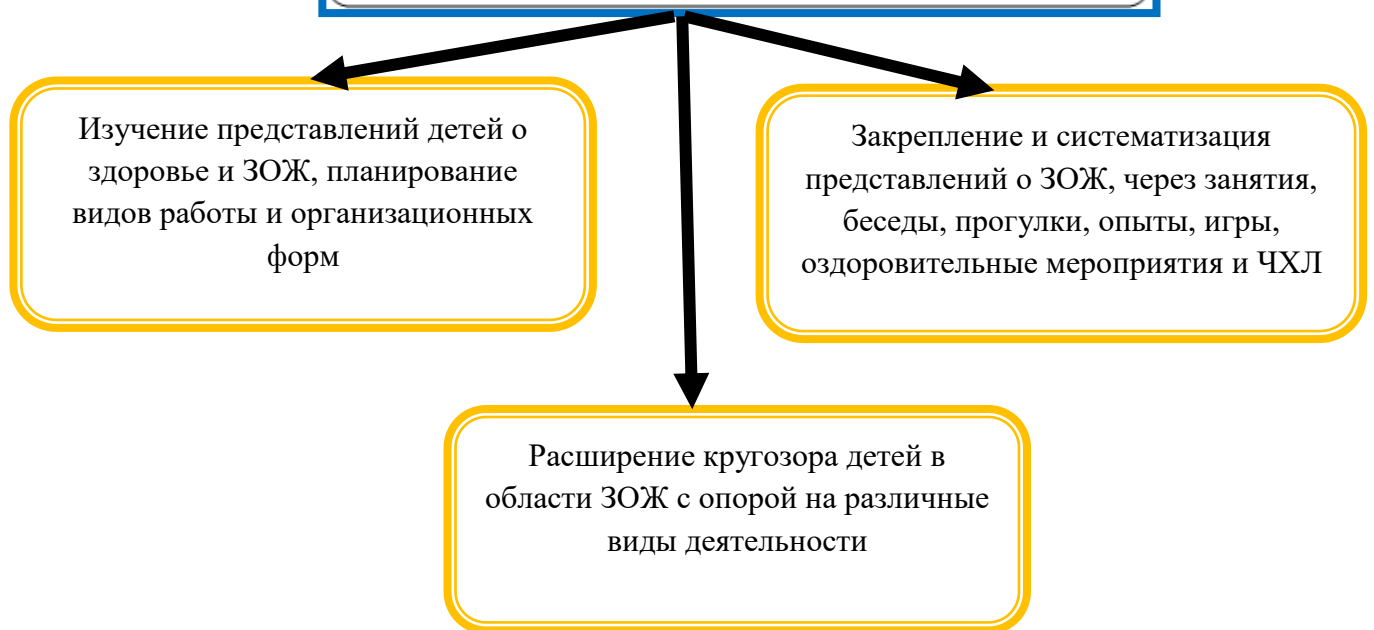 Изучение представлений детей о
здоровье и ЗОЖ, планирование
видов работы и организационных
форм
Закрепление и систематизация
представлений о ЗОЖ, через занятия,
беседы, прогулки, опыты, игры,
оздоровительные мероприятия и ЧХЛ
Расширение кругозора детей в
области ЗОЖ с опорой на различные
виды деятельности